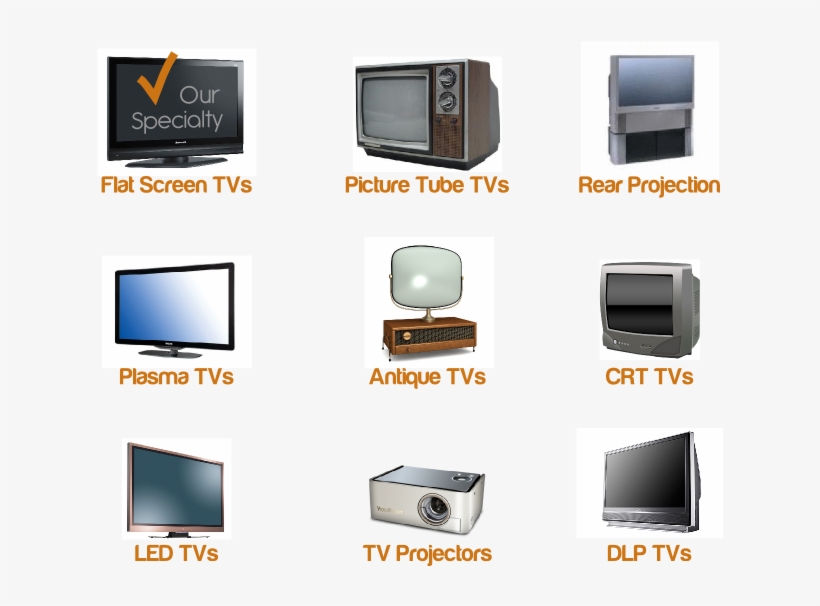 Our
Specialty
Flat Screen TVs
Picture Tube TVs
Rear Projection
Plasma TVs
Antique TVs
CRT TVs
LED TVs
TV Projectors
DLP TVs